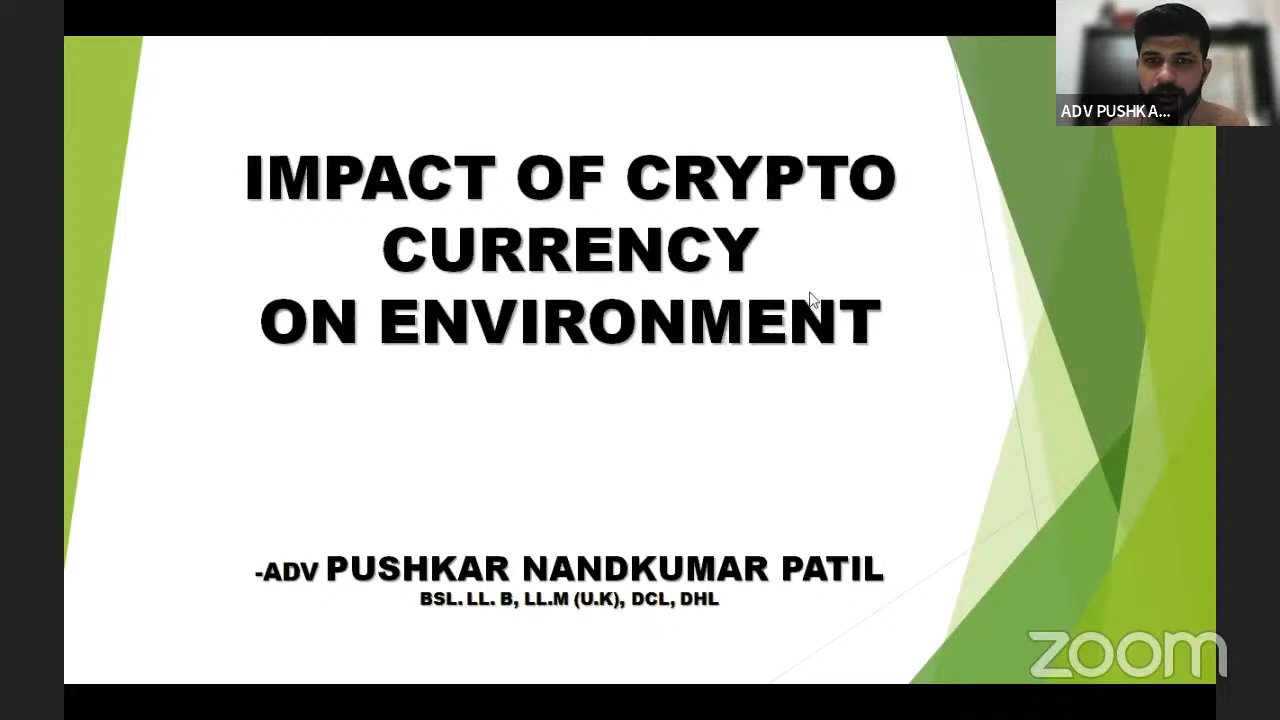 ADV PUSHKA...
IMPACT OF CRYPTO
CURRENCY
ON ENVIRONMENT
-ADV PUSHKAR NANDKUMAR PATIL
BSL. LL. B, LL.M (U.K), DCL, DHL
zoom